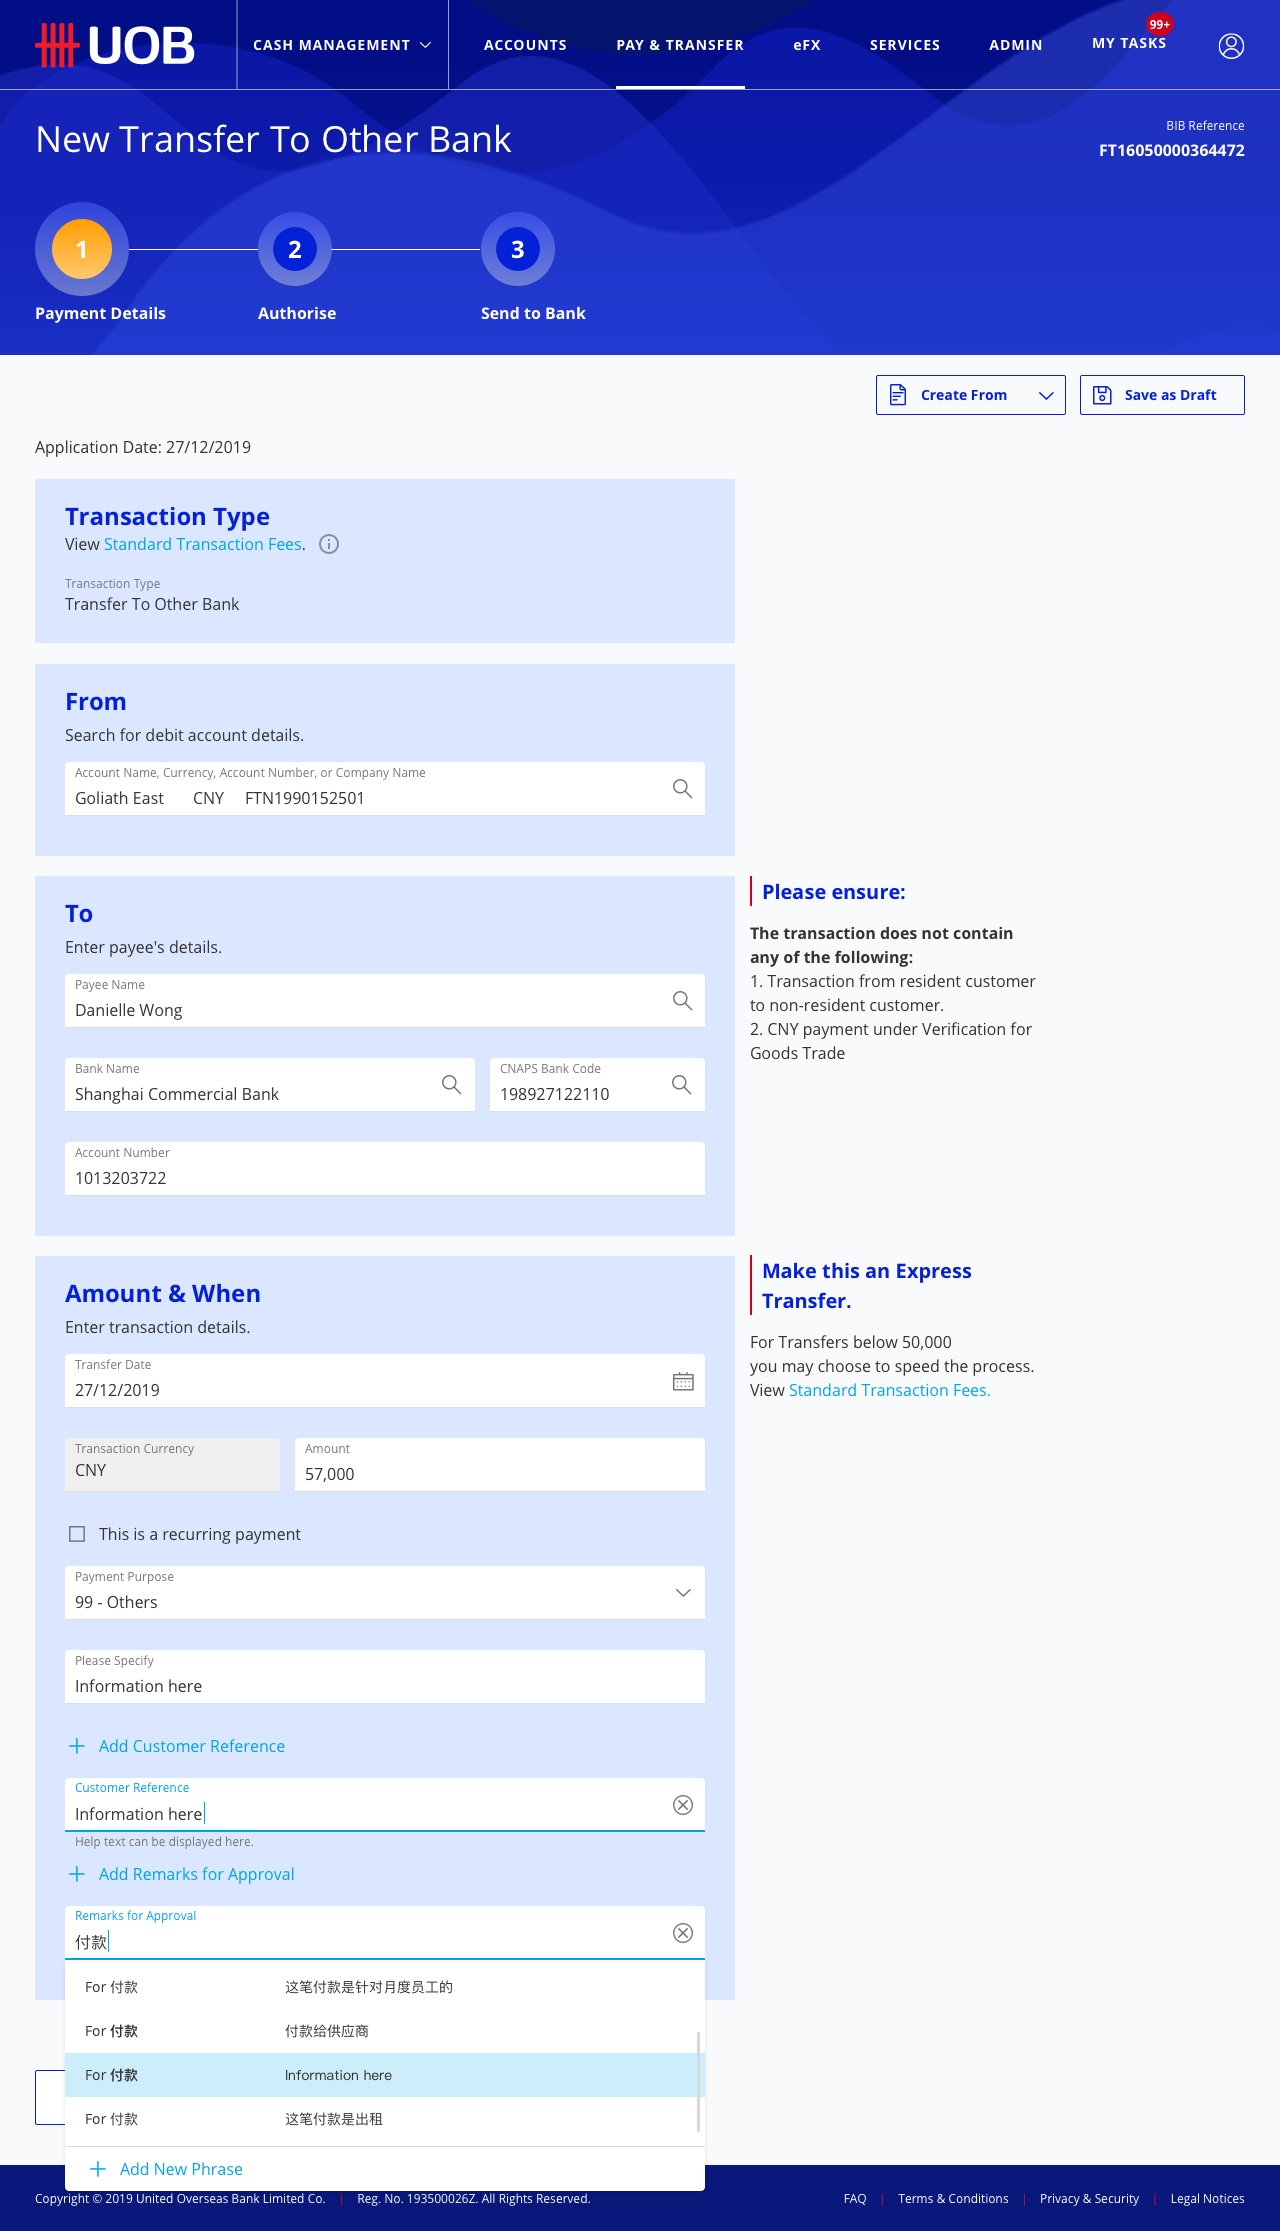 UOB
CASH MANAGEMENT
ACCOUNTS
PAY & TRANSFER
eFX
SERVICES
ADMIN
MY TASKS
99+
New Transfer To Other Bank
BIB Reference
FT16050000364472
1
2
3
Payment Details
Authorise
Send to Bank
Create From
Save as Draft
Application Date: 27/12/2019
Transaction Type
View Standard Transaction Fees.
Transaction Type
Transfer To Other Bank
From
Search for debit account details.
Account Name, Currency, Account Number, or Company Name
Goliath East CNY FTN1990152501
To
Enter payee's details.
Payee Name
Danielle Wong
Bank Name
Shanghai Commercial Bank
CNAPS Bank Code
198927122110
Account Number
1013203722
Please ensure:
The transaction does not contain
any of the following:
1. Transaction from resident customer
to non-resident customer.
2. CNY payment under Verification for
Goods Trade
Amount & When
Enter transaction details.
Transfer Date
27/12/2019
Transaction Currency
CNY
Amount
57,000
This is a recurring payment
Payment Purpose
99 - Others
Please Specify
Information here
Add Customer Reference
Customer Reference
Information here
Help text can be displayed here.
Add Remarks for Approval
Remarks for Approval
付款
For 付款 这笔付款是针对月度员工的
For 付款 付款给供应商
For 付款 Information here
For 付款 这笔付款是出租
Add New Phrase
Make this an Express
Transfer.
For Transfers below 50,000
you may choose to speed the process.
View Standard Transaction Fees.
Copyright © 2019 United Overseas Bank Limited Co. | Reg. No. 193500026Z. All Rights Reserved.
FAQ | Terms & Conditions | Privacy & Security | Legal Notices